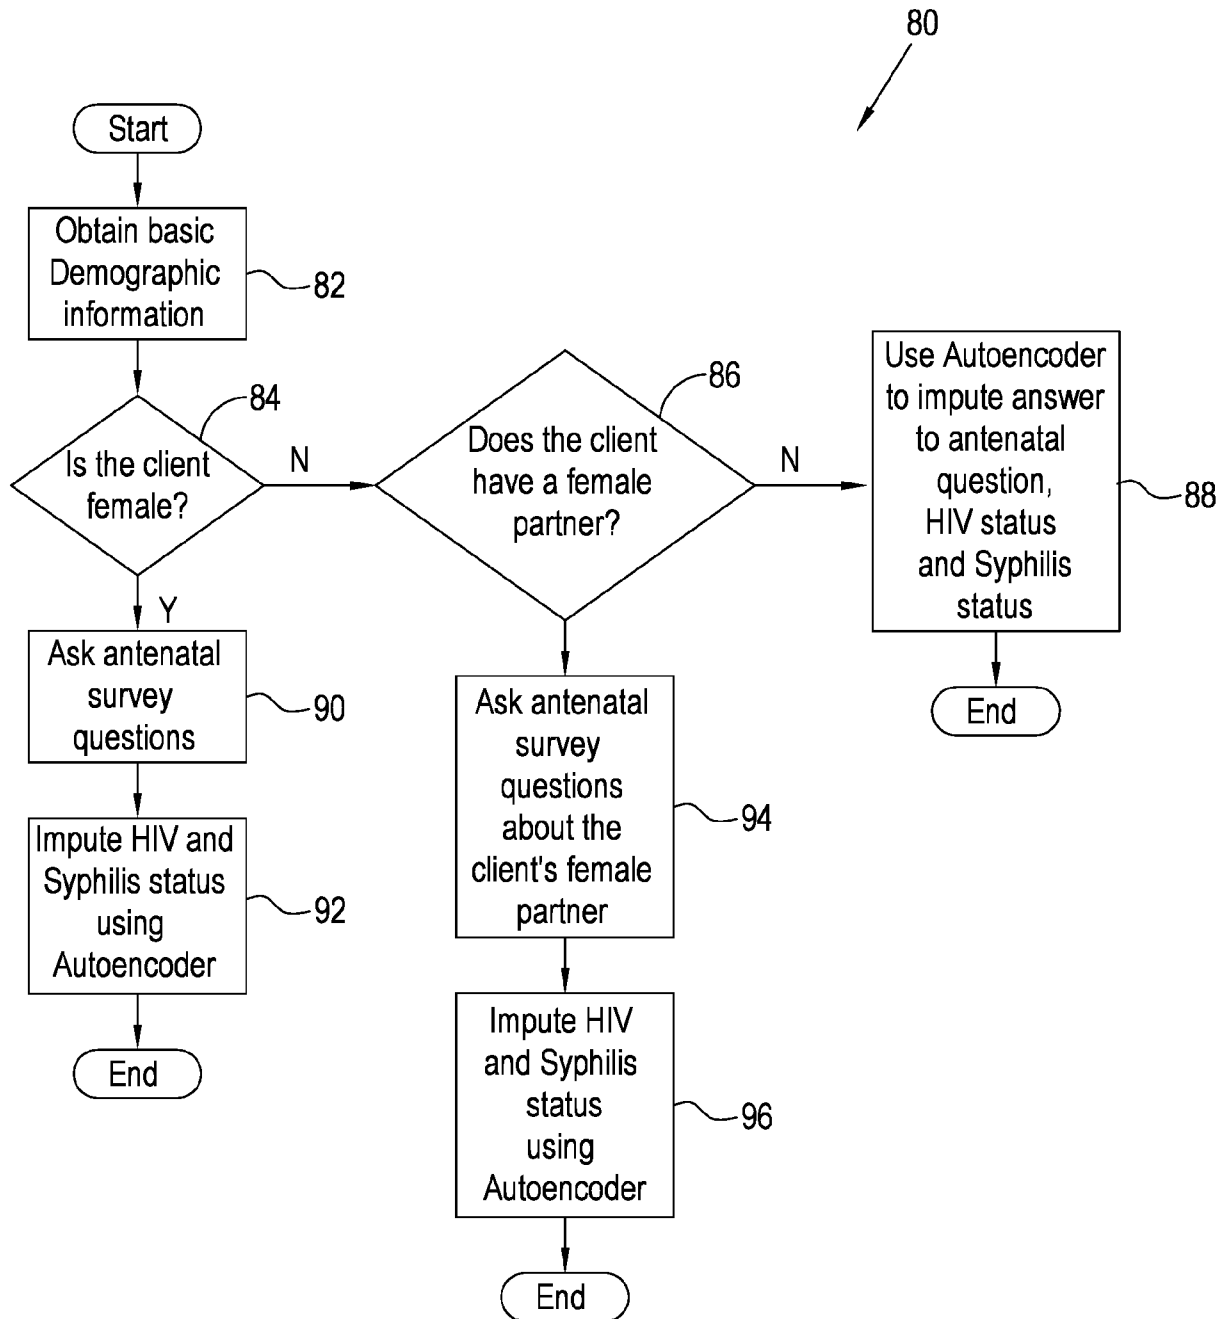 80
Start
Obtain basic
Demographic
information
82
84
Is the client
female?
N
Y
86
Does the client
have a female
partner?
N
Use Autoencoder
to impute answer
to antenatal
question,
HIV status
and Syphilis
status
88
End
Ask antenatal
survey
questions
90
Impute HIV and
Syphilis status
using
Autoencoder
92
End
Ask antenatal
survey
questions
about the
client's female
partner
94
Impute HIV
and Syphilis
status
using
Autoencoder
96
End